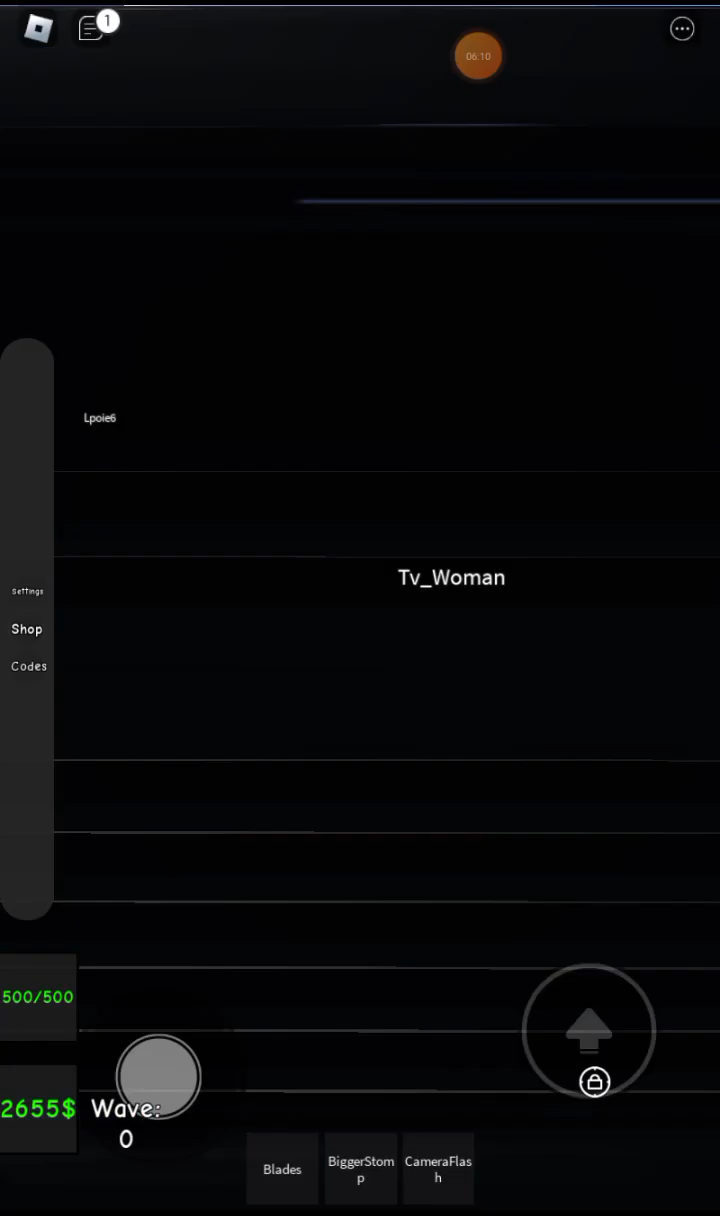 1
06:10
Lpoie6
Tv_Woman
Settings
Shop
Codes
500/500
2655$
Wave:
0
Blades
BiggerStom
p
CameraFlas
h